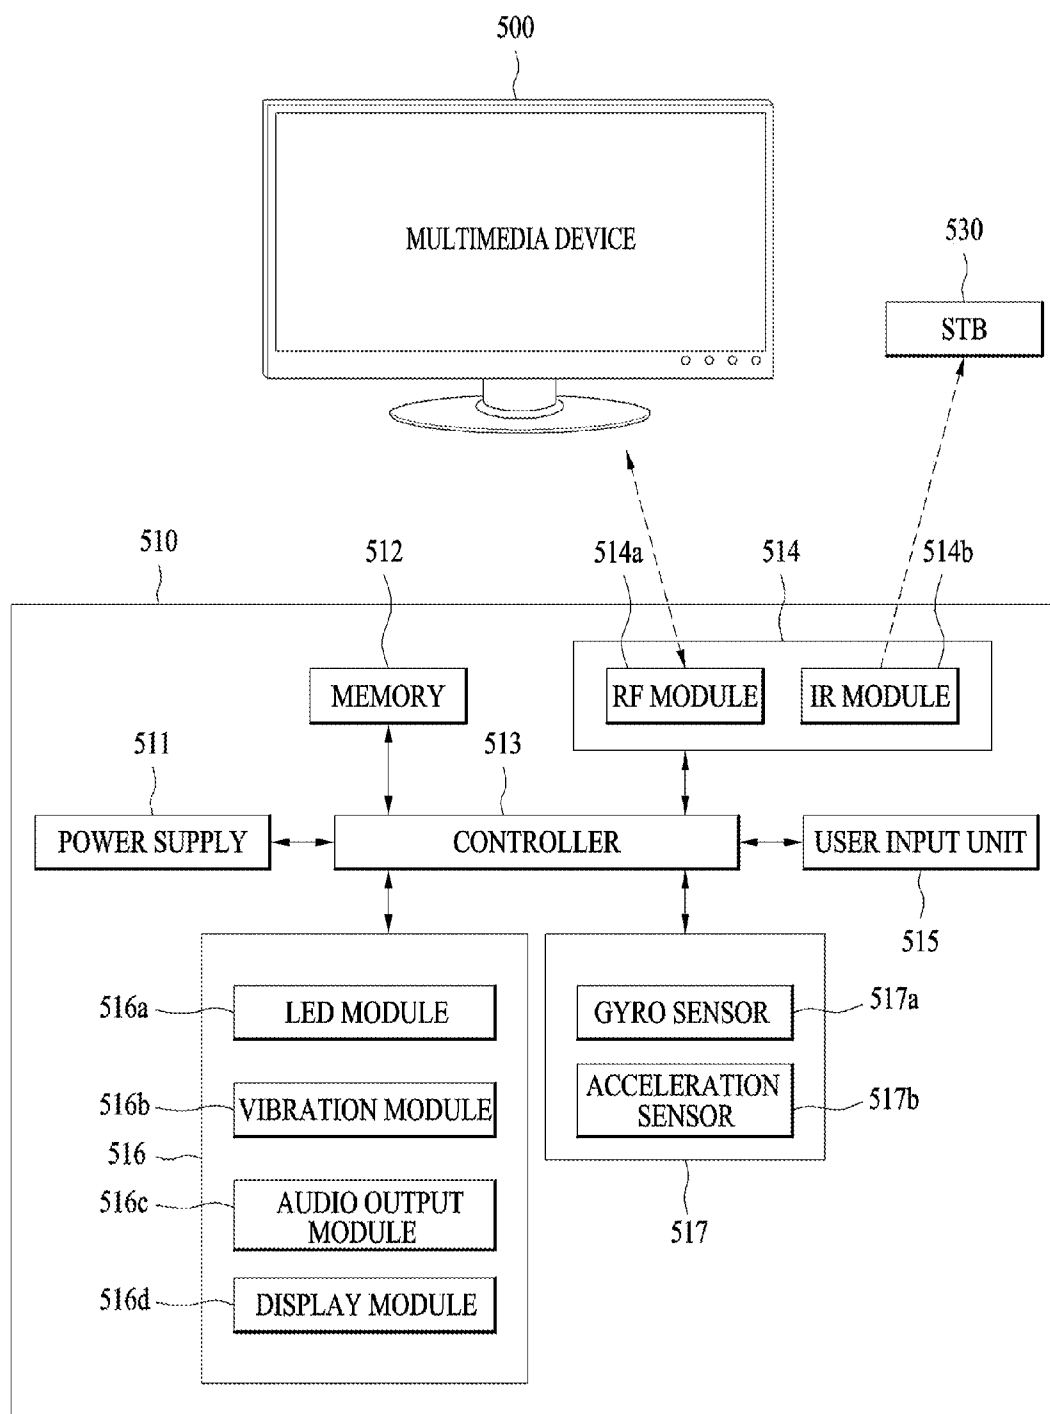 500
MULTIMEDIA DEVICE
530
STB
510
512
514a
514
514b
MEMORY
RF MODULE
IR MODULE
511
513
POWER SUPPLY
CONTROLLER
USER INPUT UNIT
515
516a
LED MODULE
GYRO SENSOR
517a
516b
VIBRATION MODULE
ACCELERATION
SENSOR
517b
516
516c
AUDIO OUTPUT
MODULE
517
516d
DISPLAY MODULE